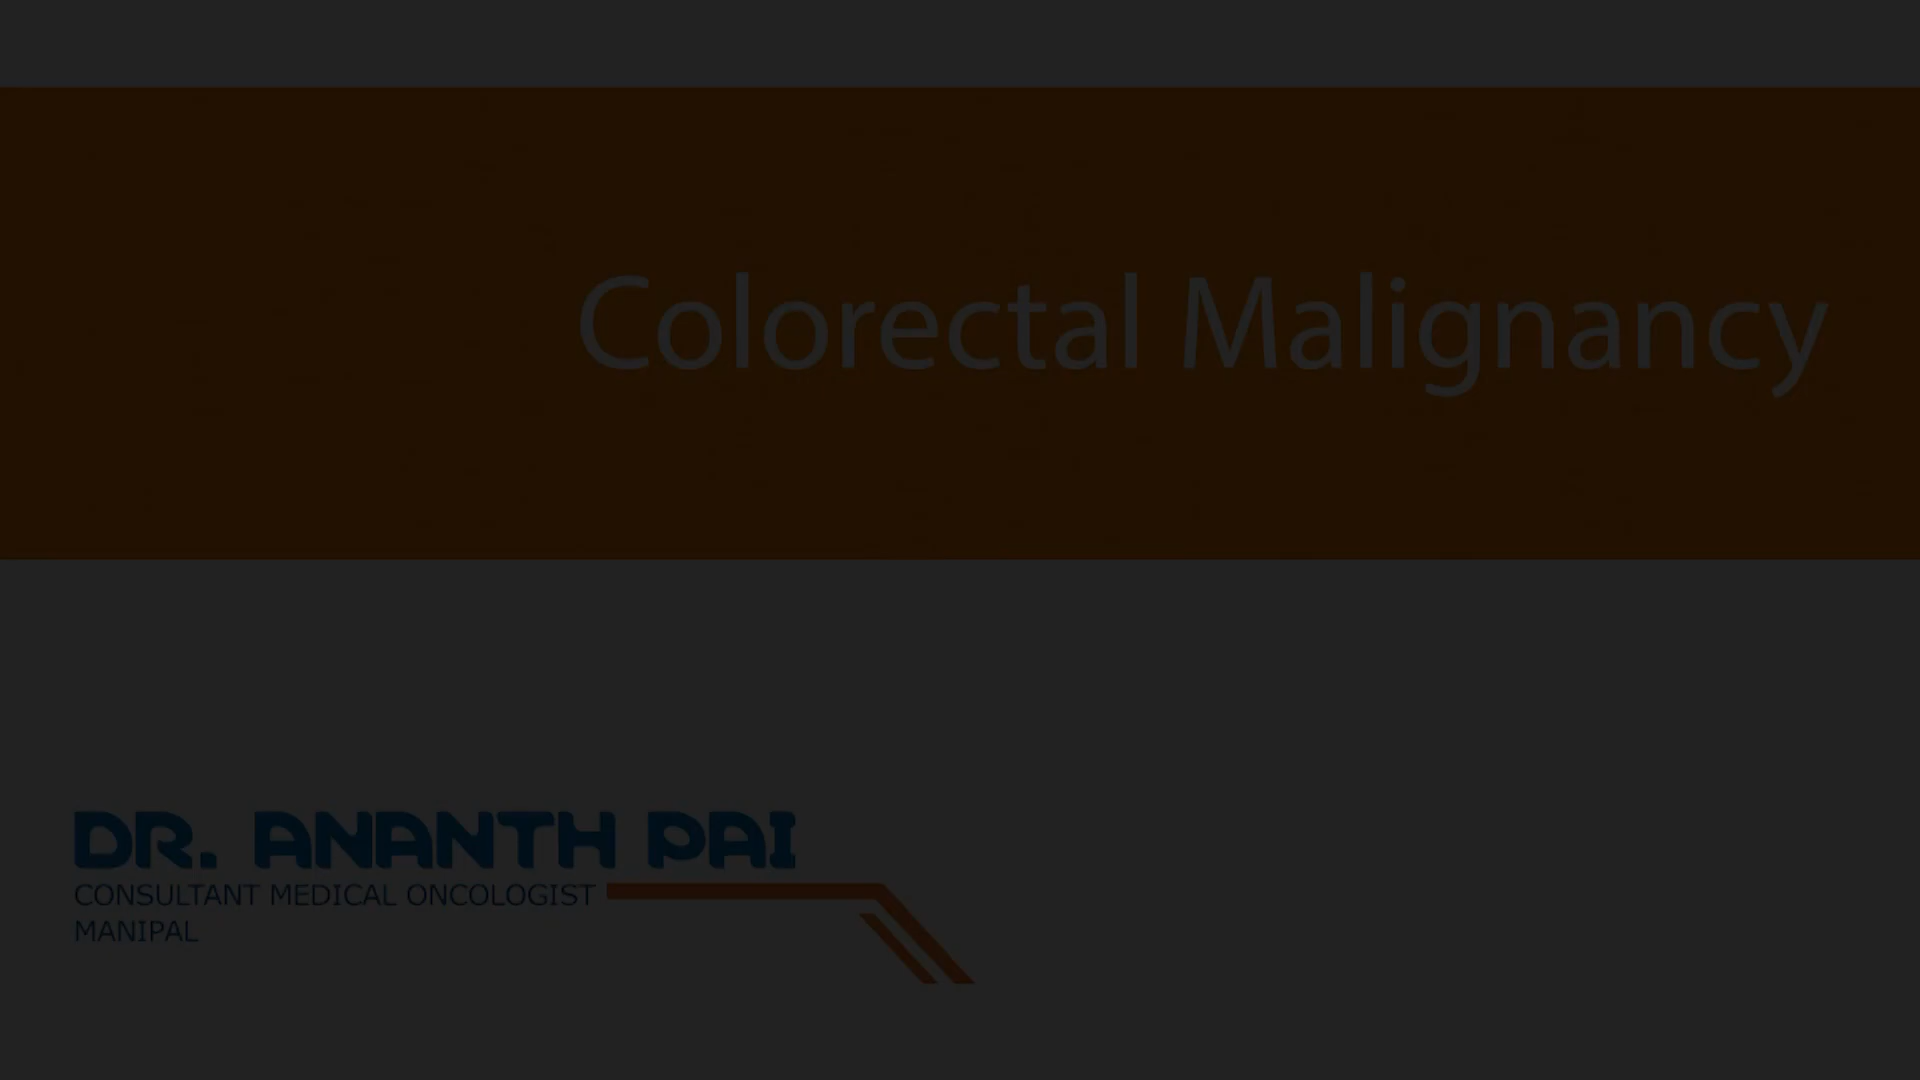 Colorectal Malignancy
DR. ANANTH PAI
CONSULTANT MEDICAL ONCOLOGIST
MANIPAL